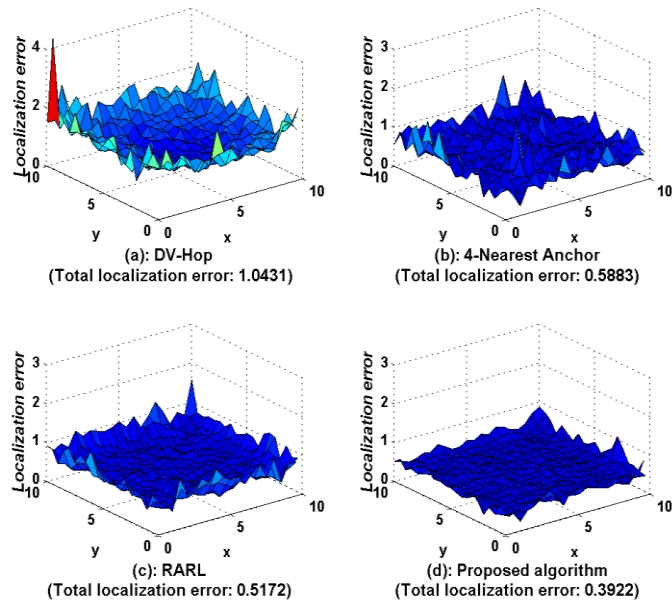 Localization error
4
2
0
10
5
0
y
0
5
10
x
(a): DV-Hop
(Total localization error: 1.0431)
Localization error
3
2
1
0
10
5
0
y
0
5
10
x
(b): 4-Nearest Anchor
(Total localization error: 0.5883)
Localization error
3
2
1
0
10
5
0
y
0
5
10
x
(c): RARL
(Total localization error: 0.5172)
Localization error
3
2
1
0
10
5
0
y
0
5
10
x
(d): Proposed algorithm
(Total localization error: 0.3922)